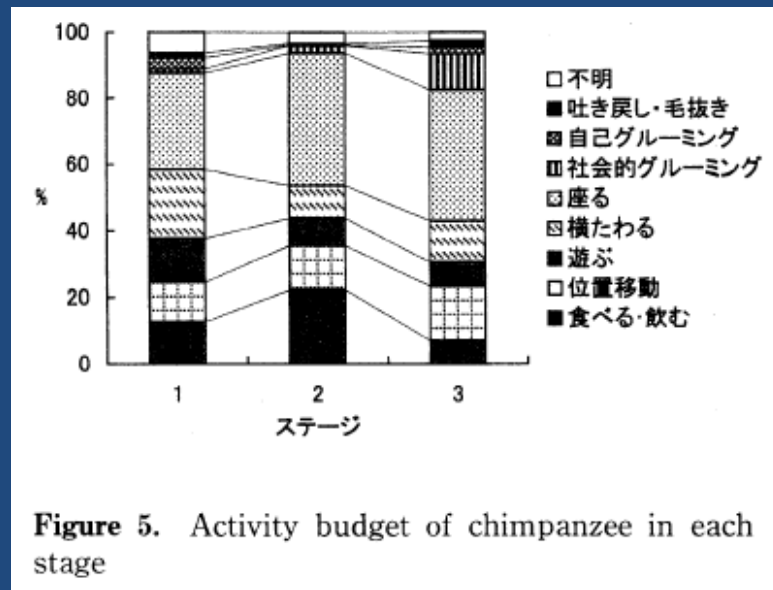 100
80
60
40
20
0
%
1
2
3
ステージ
□不明
■吐き戻し・毛抜き
自己グルーミング
社会的グルーミング
座る
横たわる
■遊ぶ
□位置移動
■食べる・飲む
Figure 5. Activity budget of chimpanzee in each
stage